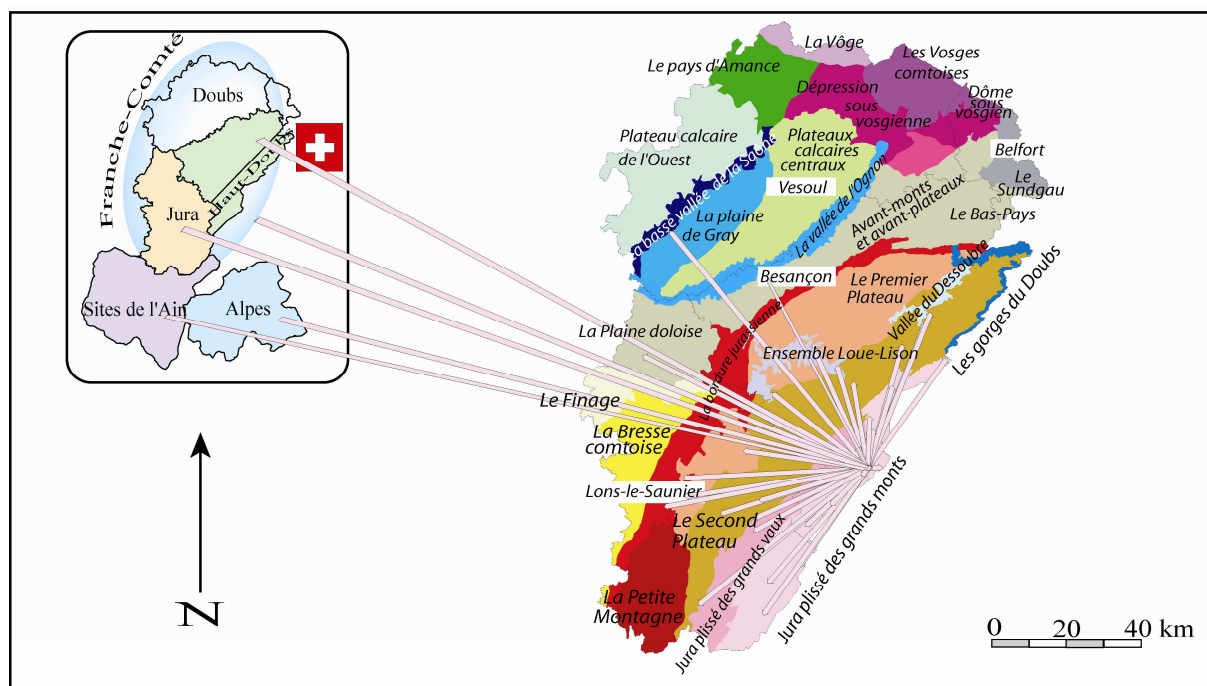 Franche-Comté
Doubs
Haut-Doubs
Jura
Sites de l'Ain
Alpes
N
La Vôge
Le pays d'Amance
Les Vosges
comtoises
Dépression
sous
vosgienne
Dôme
sous
vosgien
Plateau calcaire
de l'Ouest
Plateaux
calcaires
centraux
Belfort
Le
Sundgau
Vesoul
La basse vallée de la Saône
La plaine
de Gray
La vallée de l'Ognon
Avant-monts
et avant-plateaux
Le Bas-Pays
Besançon
Le Premier
Plateau
Vallée du Dessoubre
Les gorges du Doubs
La Plaine doloise
La bordure jurassienne
Ensemble Loue-Lison
Le Finage
La Bresse
comtoise
Lons-le-Saunier
Le Second
Plateau
Jura plissé des grands vaux
Jura plissé des grands monts
La Petite
Montagne
0 20 40 km